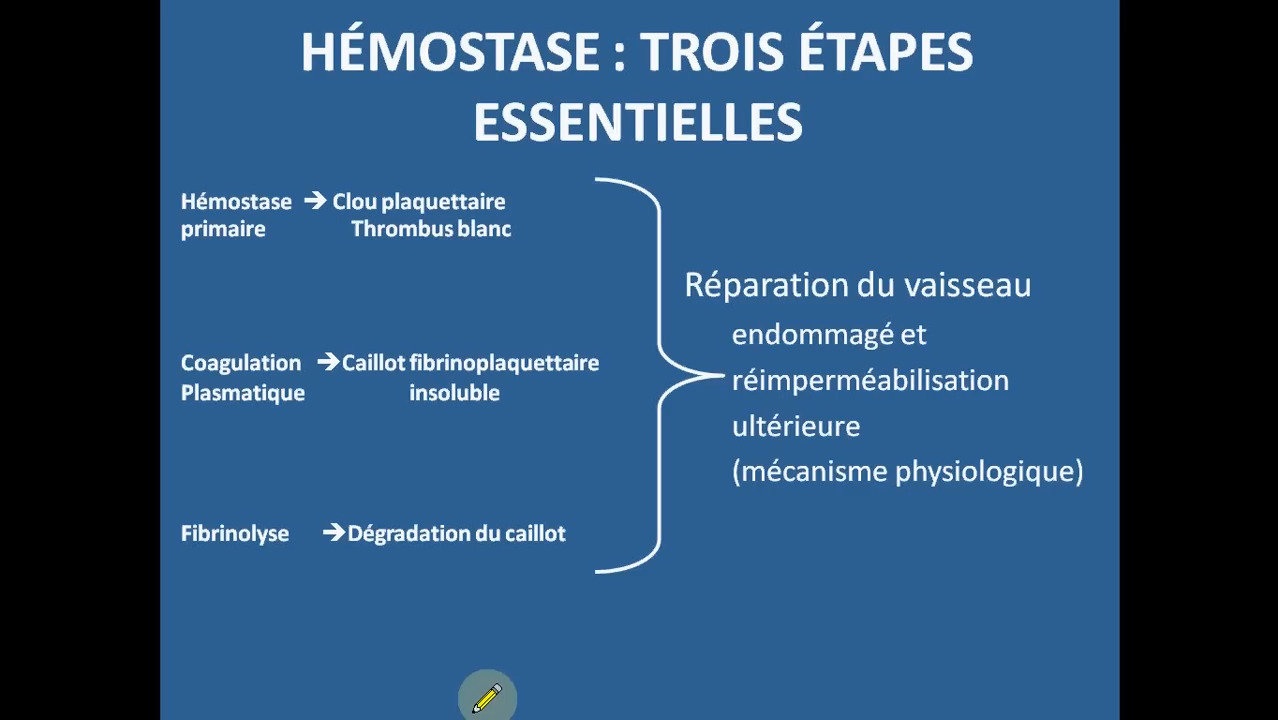 HÉMOSTASE : TROIS ÉTAPES
ESSENTIELLES
Hémostase ➔ Clou plaquettaire
primaire Thrombus blanc
Coagulation ➔Caillot fibrinoplaquettaire
Plasmatique insoluble
Fibrinolyse ➔Dégradation du caillot
Réparation du vaisseau
endommagé et
réimperméabilisation
ultérieure
(mécanisme physiologique)